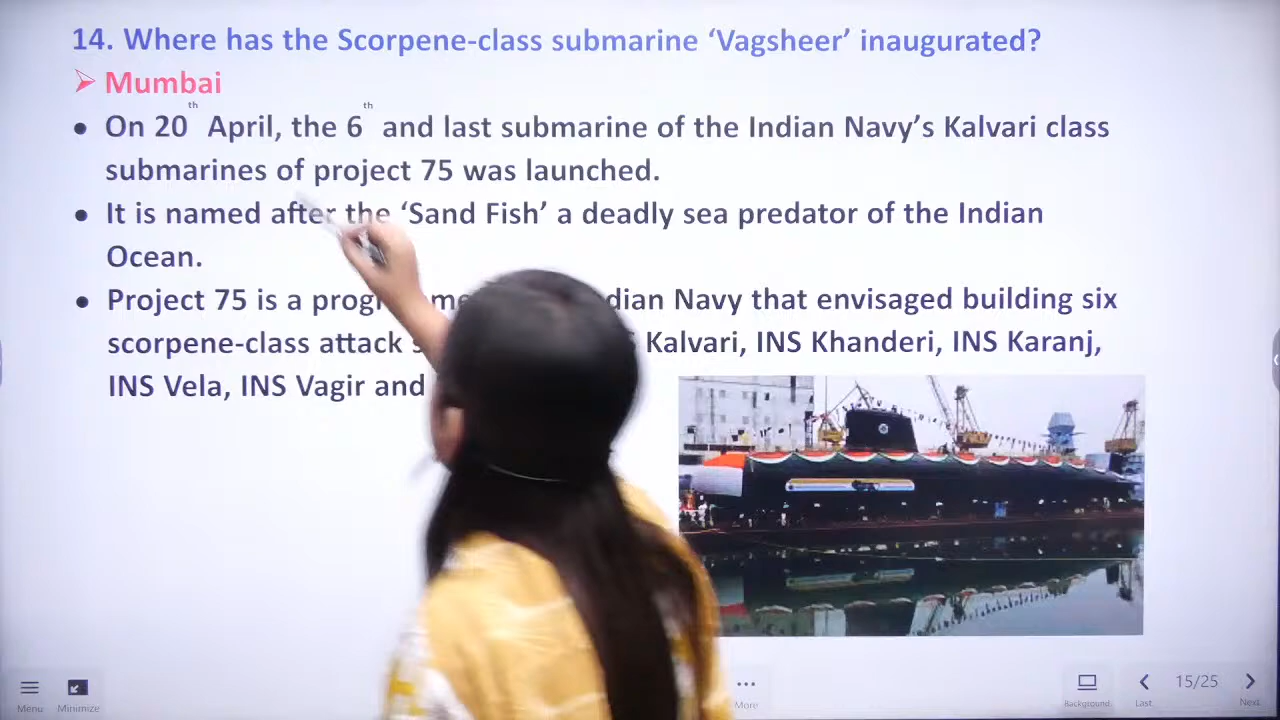 14. Where has the Scorpene-class submarine ‘Vagsheer’ inaugurated?
Mumbai
On 20th April, the 6th and last submarine of the Indian Navy’s Kalvari class
submarines of project 75 was launched.
It is named after the ‘Sand Fish’ a deadly sea predator of the Indian
Ocean.
Project 75 is a Navy that envisaged building six
scorpene-class attack Kalvari, INS Khanderi, INS Karanj,
INS Vela, INS Vagir and
Menu
Minimize
More
Background
Last
15/25
Next